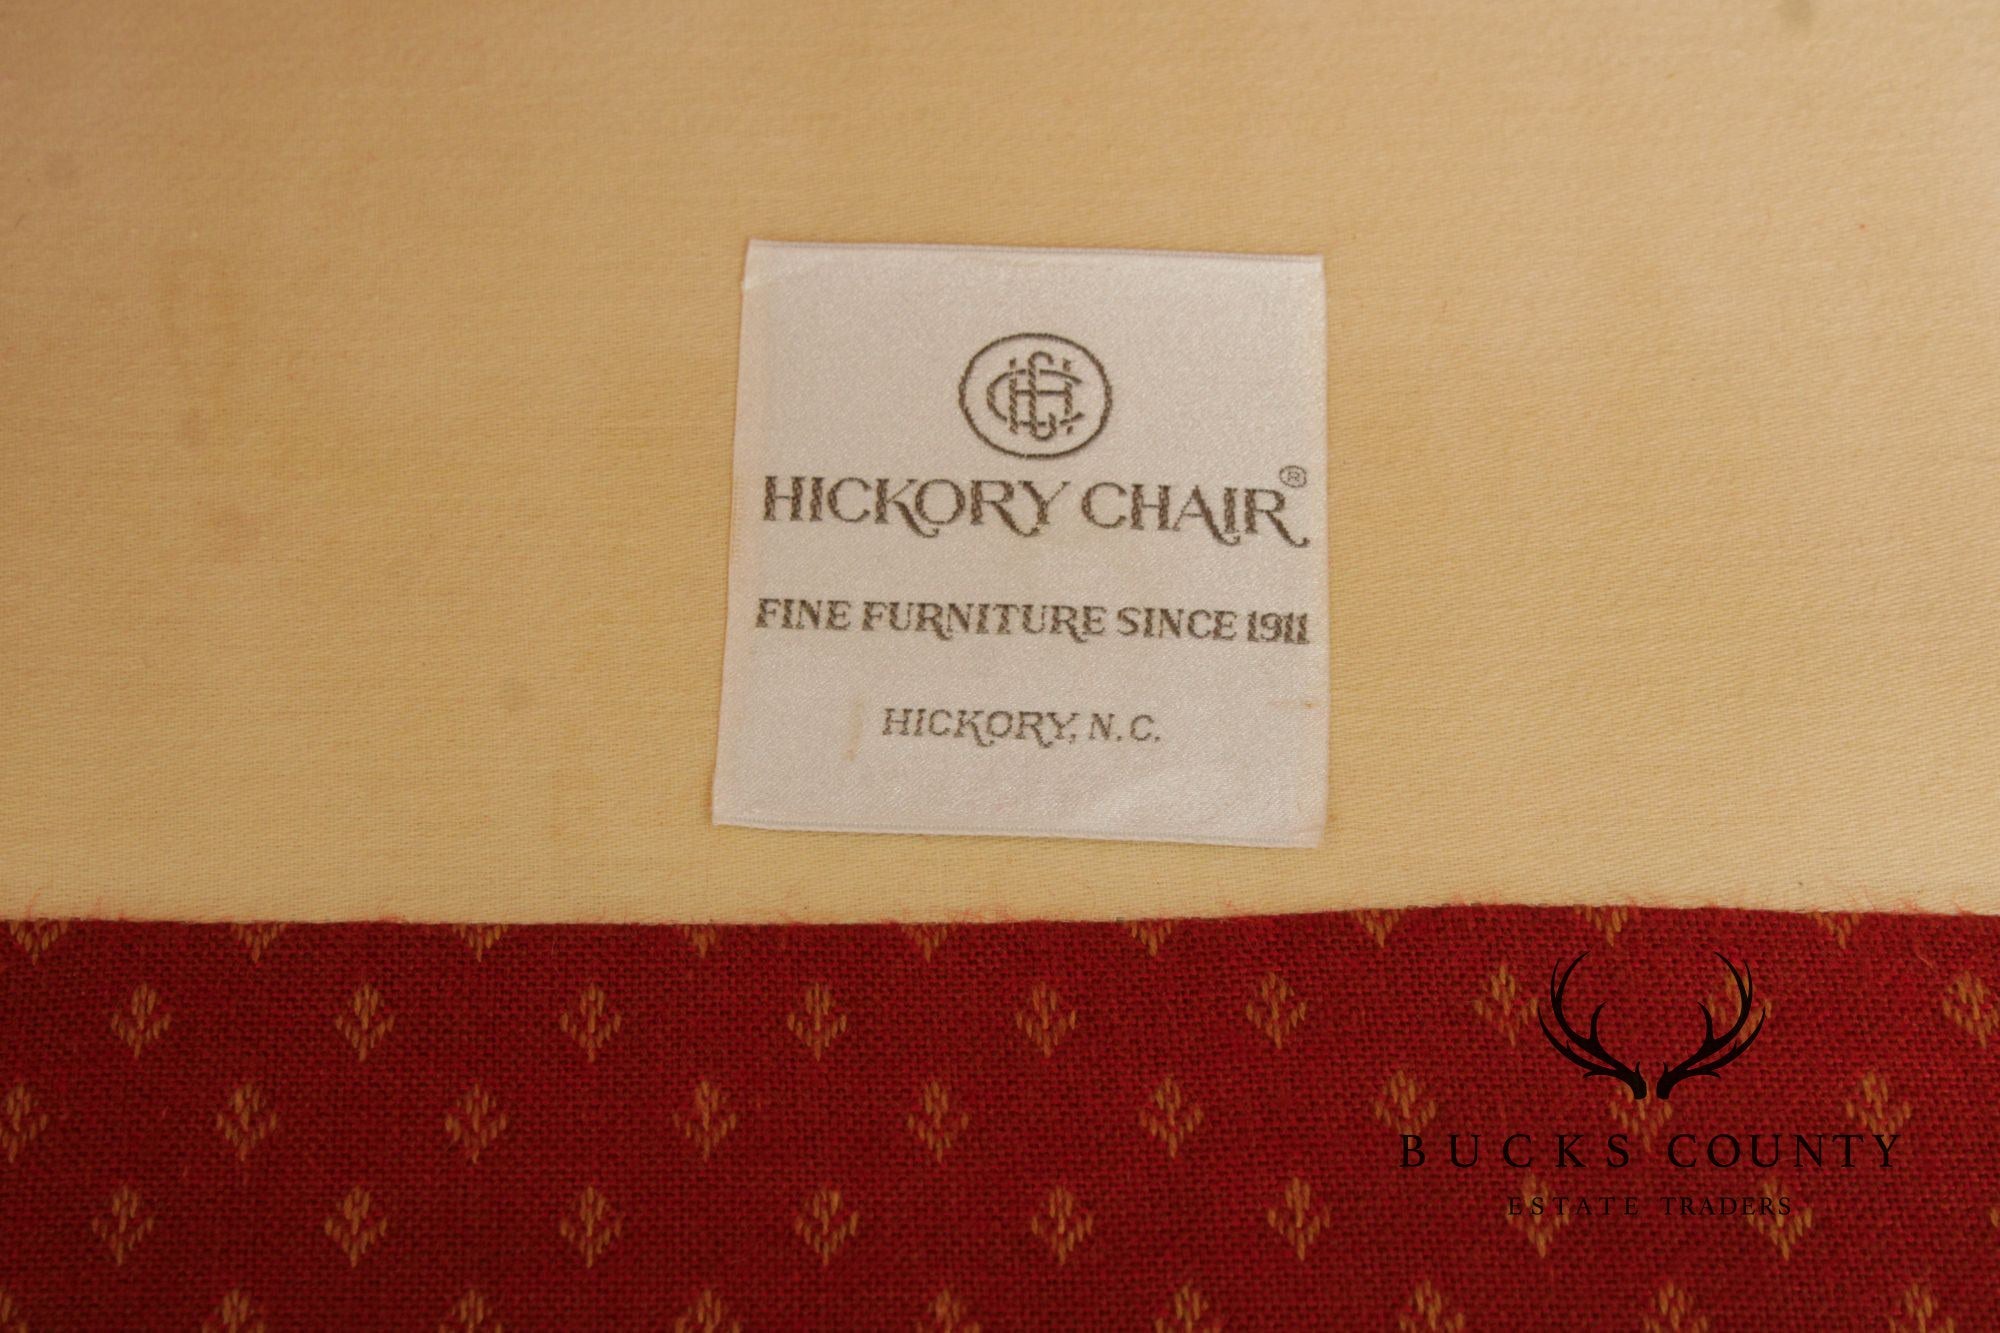 HICKORY CHAIR®
FINE FURNITURE SINCE 1911
HICKORY, N.C.
BUCKS COUNTY
ESTATE TRADERS